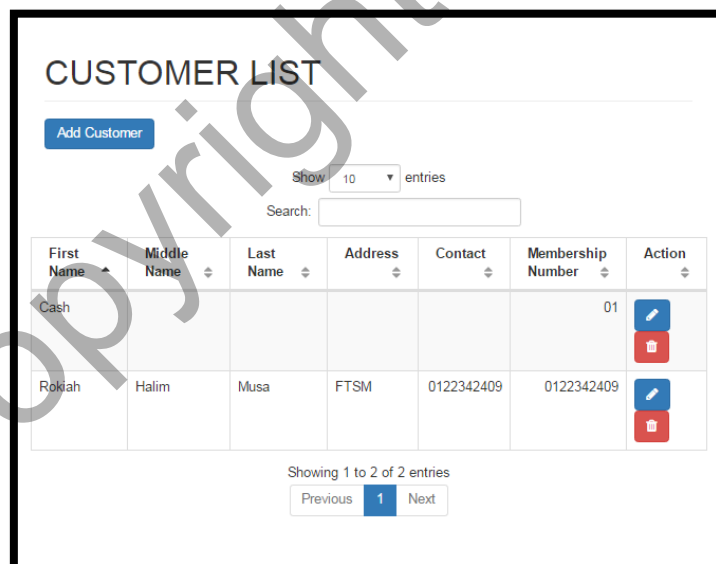 CUSTOMER LIST
Add Customer
Show 10 entries
Search:
First Name Middle Name Last Name Address Contact Membership Number Action
Cash 01
Rokiah Halim Musa FTSM 0122342409 0122342409
Showing 1 to 2 of 2 entries
Previous 1 Next
opyright